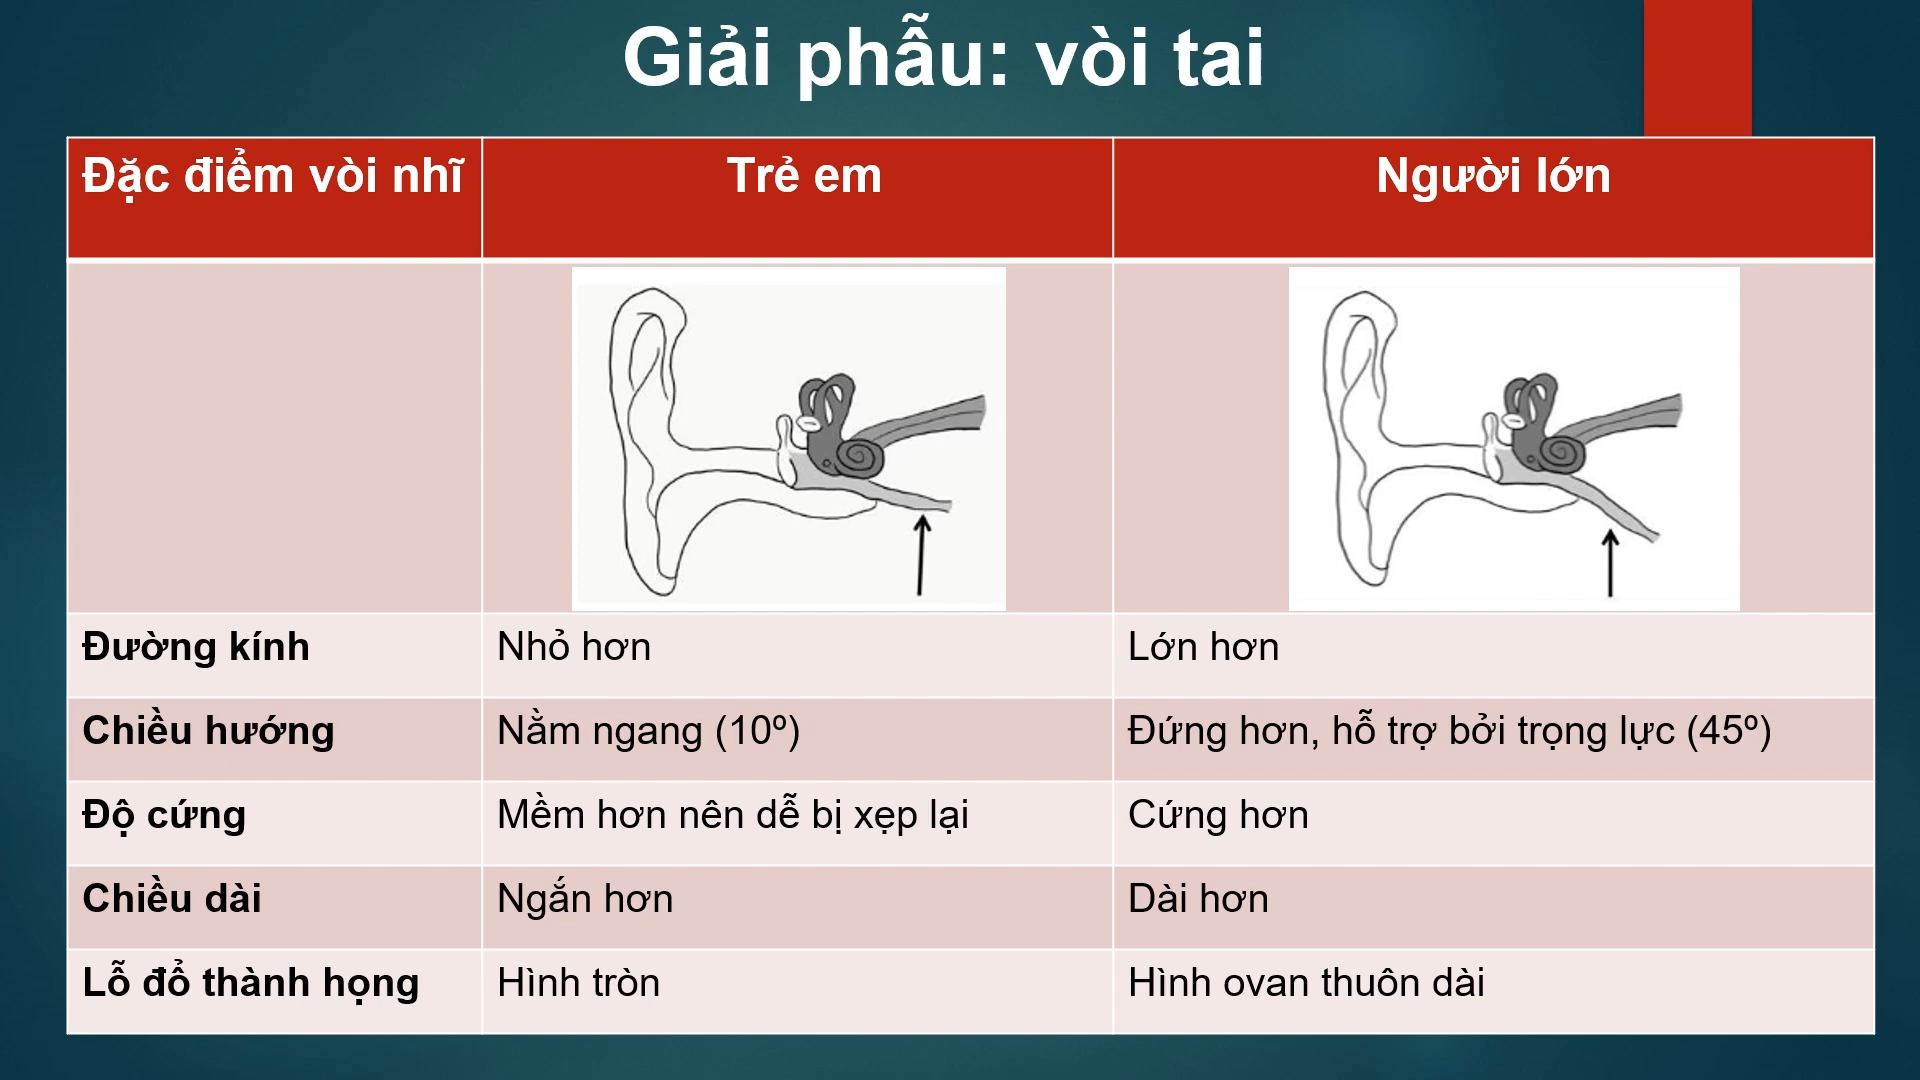 Giải phẫu: vòi tai
Đặc điểm vòi nhĩ
Trẻ em
Người lớn
Đường kính
Nhỏ hơn
Lớn hơn
Chiều hướng
Nằm ngang (10º)
Đứng hơn, hỗ trợ bởi trọng lực (45º)
Độ cứng
Mềm hơn nên dễ bị xẹp lại
Cứng hơn
Chiều dài
Ngắn hơn
Dài hơn
Lỗ đổ thành họng
Hình tròn
Hình ovan thuôn dài